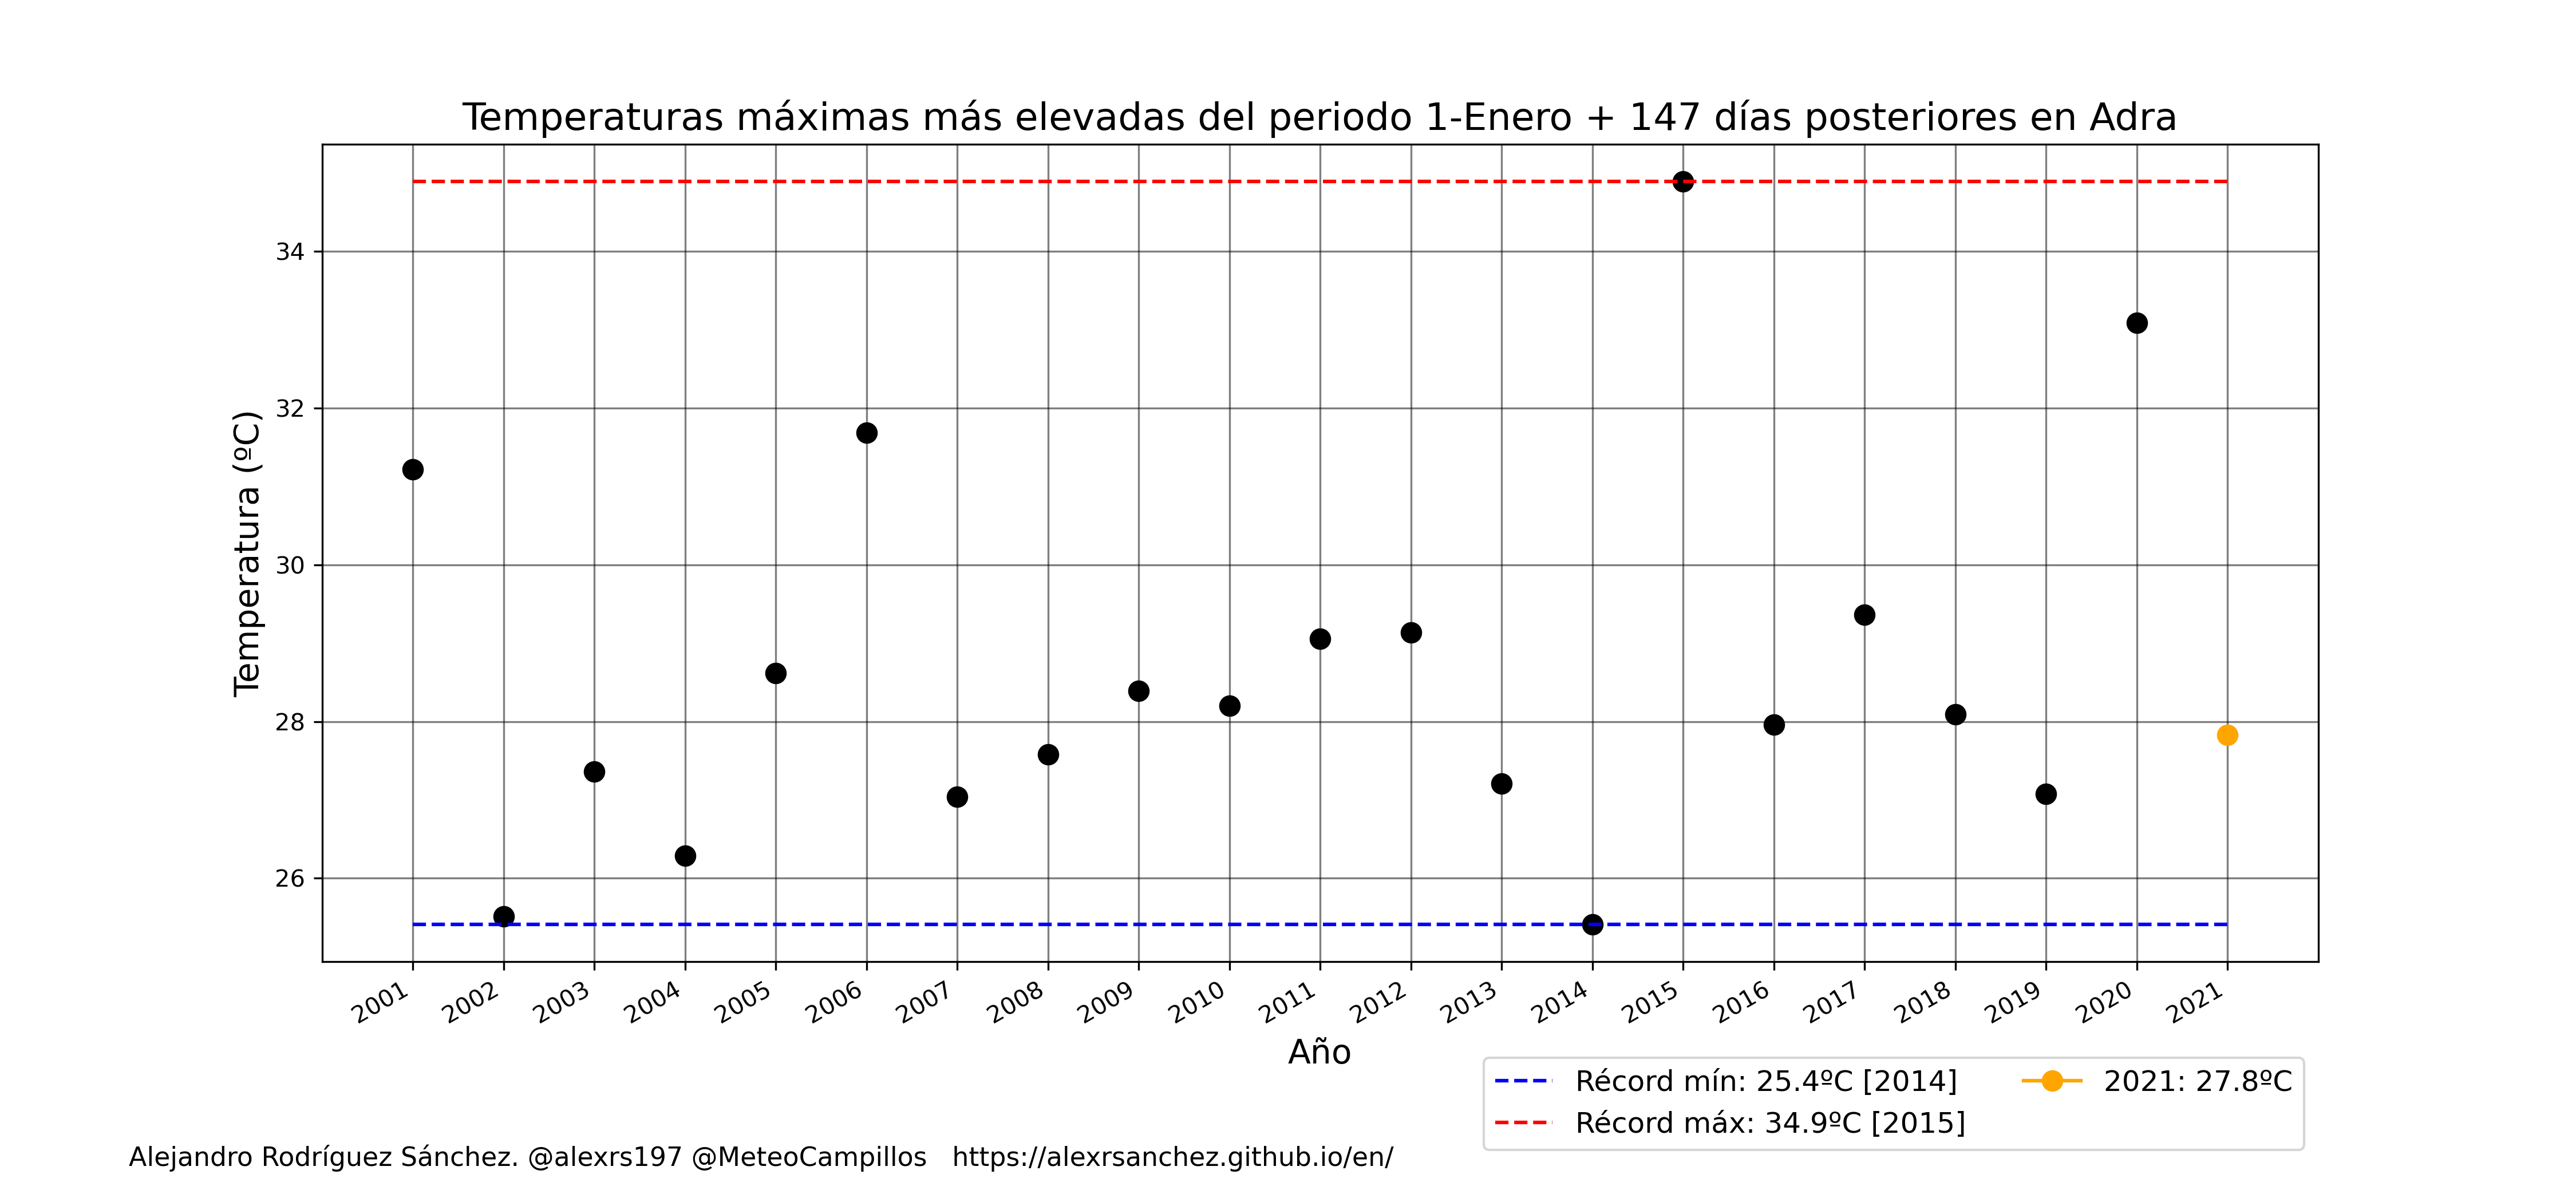 Temperaturas máximas más elevadas del periodo 1-Enero + 147 días posteriores en Adra
Temperatura (ºC)
34
32
30
28
26
2001 2002 2003 2004 2005 2006 2007 2008 2009 2010 2011 2012 2013 2014 2015 2016 2017 2018 2019 2020 2021
Año
Récord mín: 25.4ºC [2014]
Récord máx: 34.9ºC [2015]
2021: 27.8ºC
Alejandro Rodríguez Sánchez. @alexrs197 @MeteoCampillos https://alexrsanchez.github.io/en/